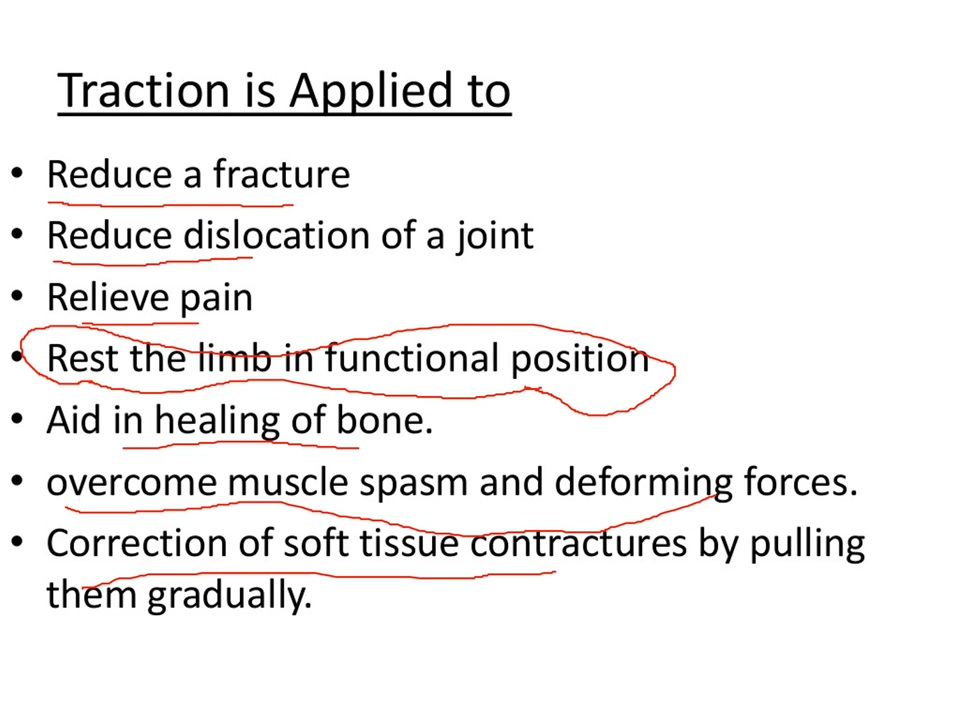 Traction is Applied to
• Reduce a fracture
• Reduce dislocation of a joint
• Relieve pain
• Rest the limb in functional position
• Aid in healing of bone.
• overcome muscle spasm and deforming forces.
• Correction of soft tissue contractures by pulling
them gradually.